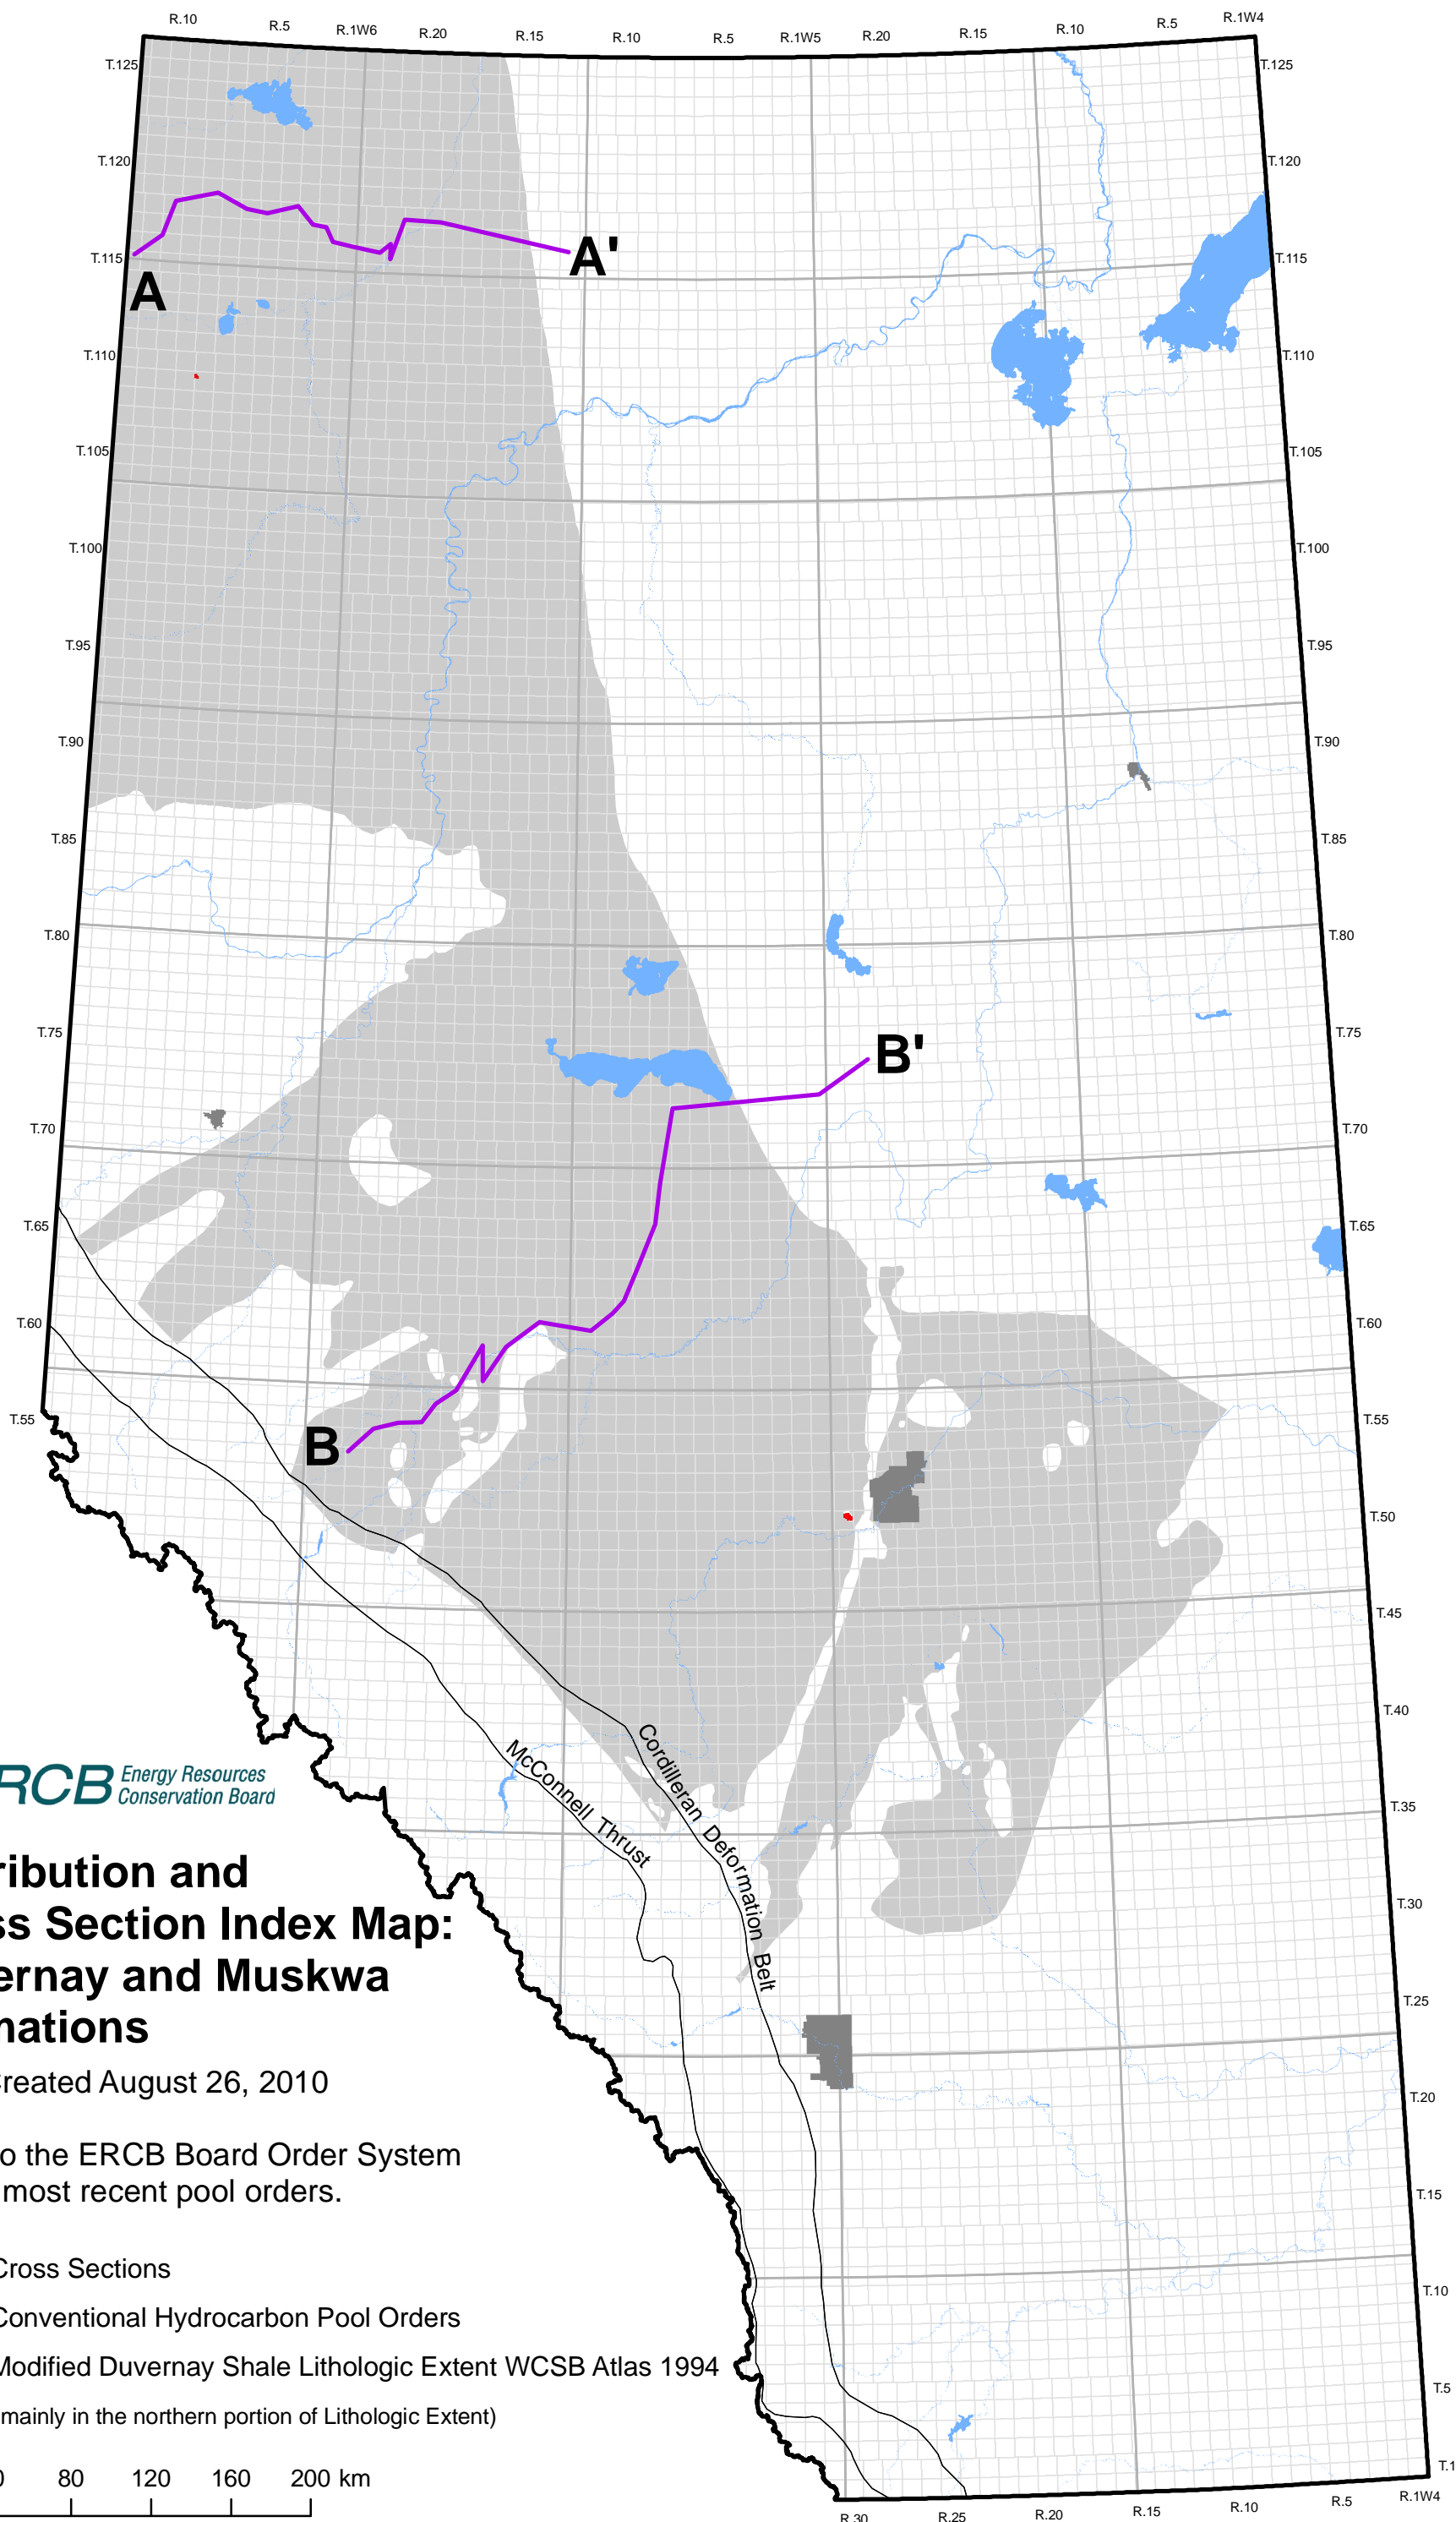 R.10 R.5 R.1W6 R.20 R.15 R.10 R.5 R.1W5 R.20 R.15 R.10 R.5 R.1W4
T.125 T.125
T.120 T.120
A'
T.115 T.115
A
T.110 T.110
T.105 T.105
T.100 T.100
T.95 T.95
T.90 T.90
T.85 T.85
T.80 T.80
T.75 T.75
B'
T.70 T.70
T.65 T.65
T.60 T.60
T.55 T.55
B
T.50
T.45
T.40
T.35
T.30
T.25
T.20
T.15
T.10
T.5
T.1
McConnell Thrust
Cordilleran Deformation Belt
RCB Energy Resources
Conservation Board
ribution and
ss Section Index Map:
ernay and Muskwa
mations
Created August 26, 2010
to the ERCB Board Order System
most recent pool orders.
Cross Sections
Conventional Hydrocarbon Pool Orders
Modified Duvernay Shale Lithologic Extent WCSB Atlas 1994
mainly in the northern portion of Lithologic Extent)
0 80 120 160 200 km
R.30 R.25 R.20 R.15 R.10 R.5 R.1W4